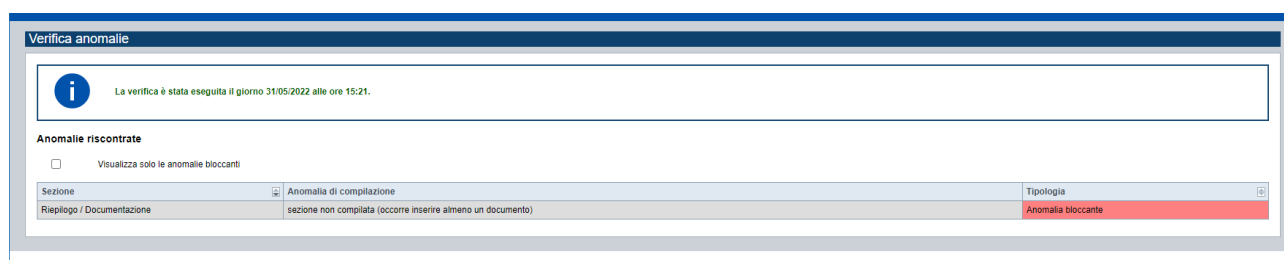 Verifica anomalie
i
La verifica è stata eseguita il giorno 31/05/2022 alle ore 15:21.
Anomalie riscontrate
Visualizza solo le anomalie bloccanti
Sezione Anomalia di compilazione Tipologia
Riepilogo / Documentazione sezione non compilata (occorre inserire almeno un documento) Anomalia bloccante